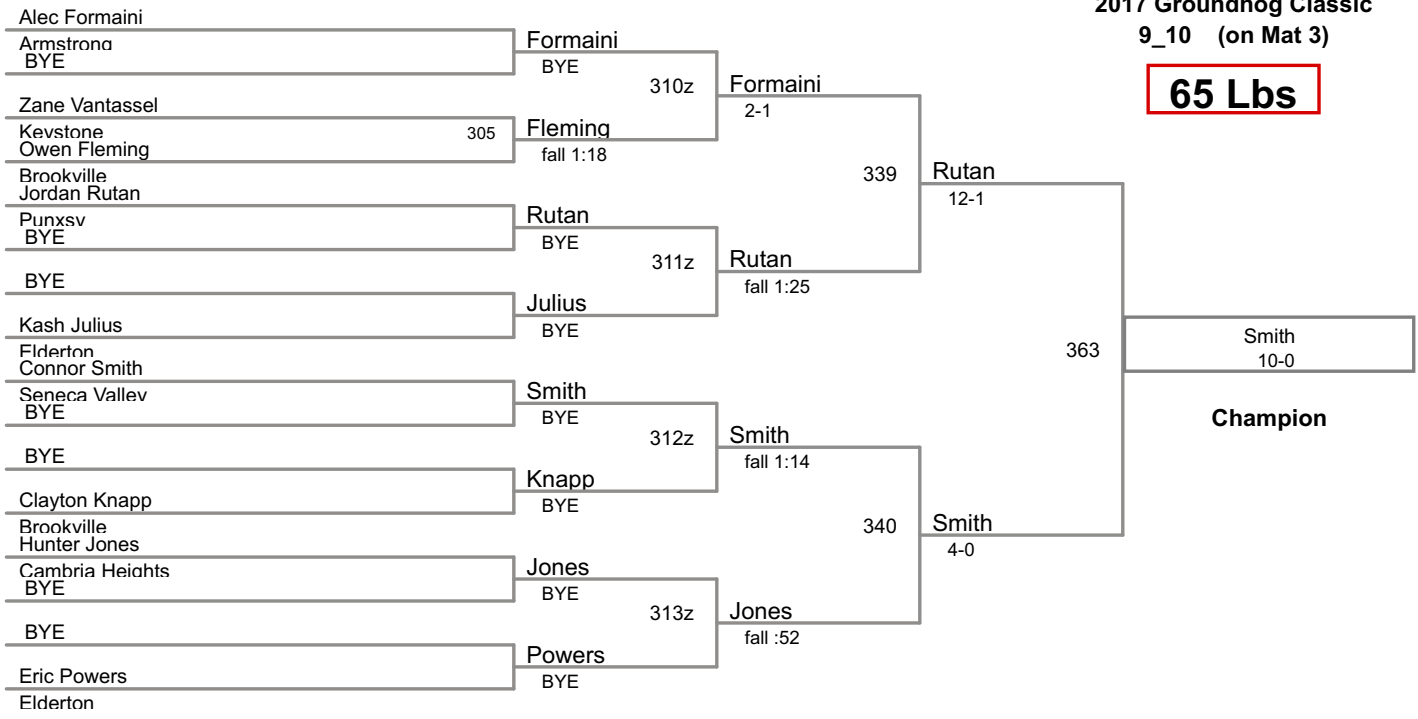 2017 Groundhog Classic
9_10 (on Mat 3)
65 Lbs
Alec Formaini
Armstrong
BYE
Zane Vantassel
Keystone
305
Owen Fleming
Brookville
Jordan Rutan
Punxsy
BYE
BYE
Kash Julius
Elderton
Connor Smith
Seneca Valley
BYE
BYE
Clayton Knapp
Brookville
Hunter Jones
Cambria Heights
BYE
BYE
Eric Powers
Elderton
Formaini
BYE
310z
Fleming
fall 1:18
Rutan
BYE
311z
Julius
BYE
Smith
BYE
312z
Knapp
BYE
Jones
BYE
313z
Powers
BYE
Formaini
2-1
339
Rutan
fall 1:25
Smith
fall 1:14
340
Jones
fall :52
Rutan
12-1
363
Smith
4-0
Smith
10-0
Champion